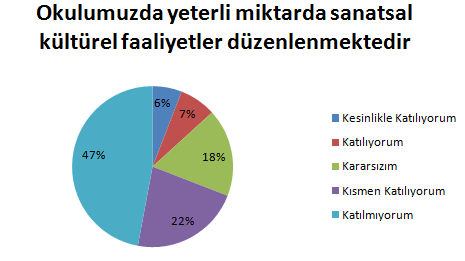 Okulumuzda yeterli miktarda sanatsal
kültürel faaliyetler düzenlenmektedir
6%
7%
18%
22%
47%
Kesinlikle Katılıyorum
Katılıyorum
Kararsızım
Kısmen Katılıyorum
Katılmıyorum